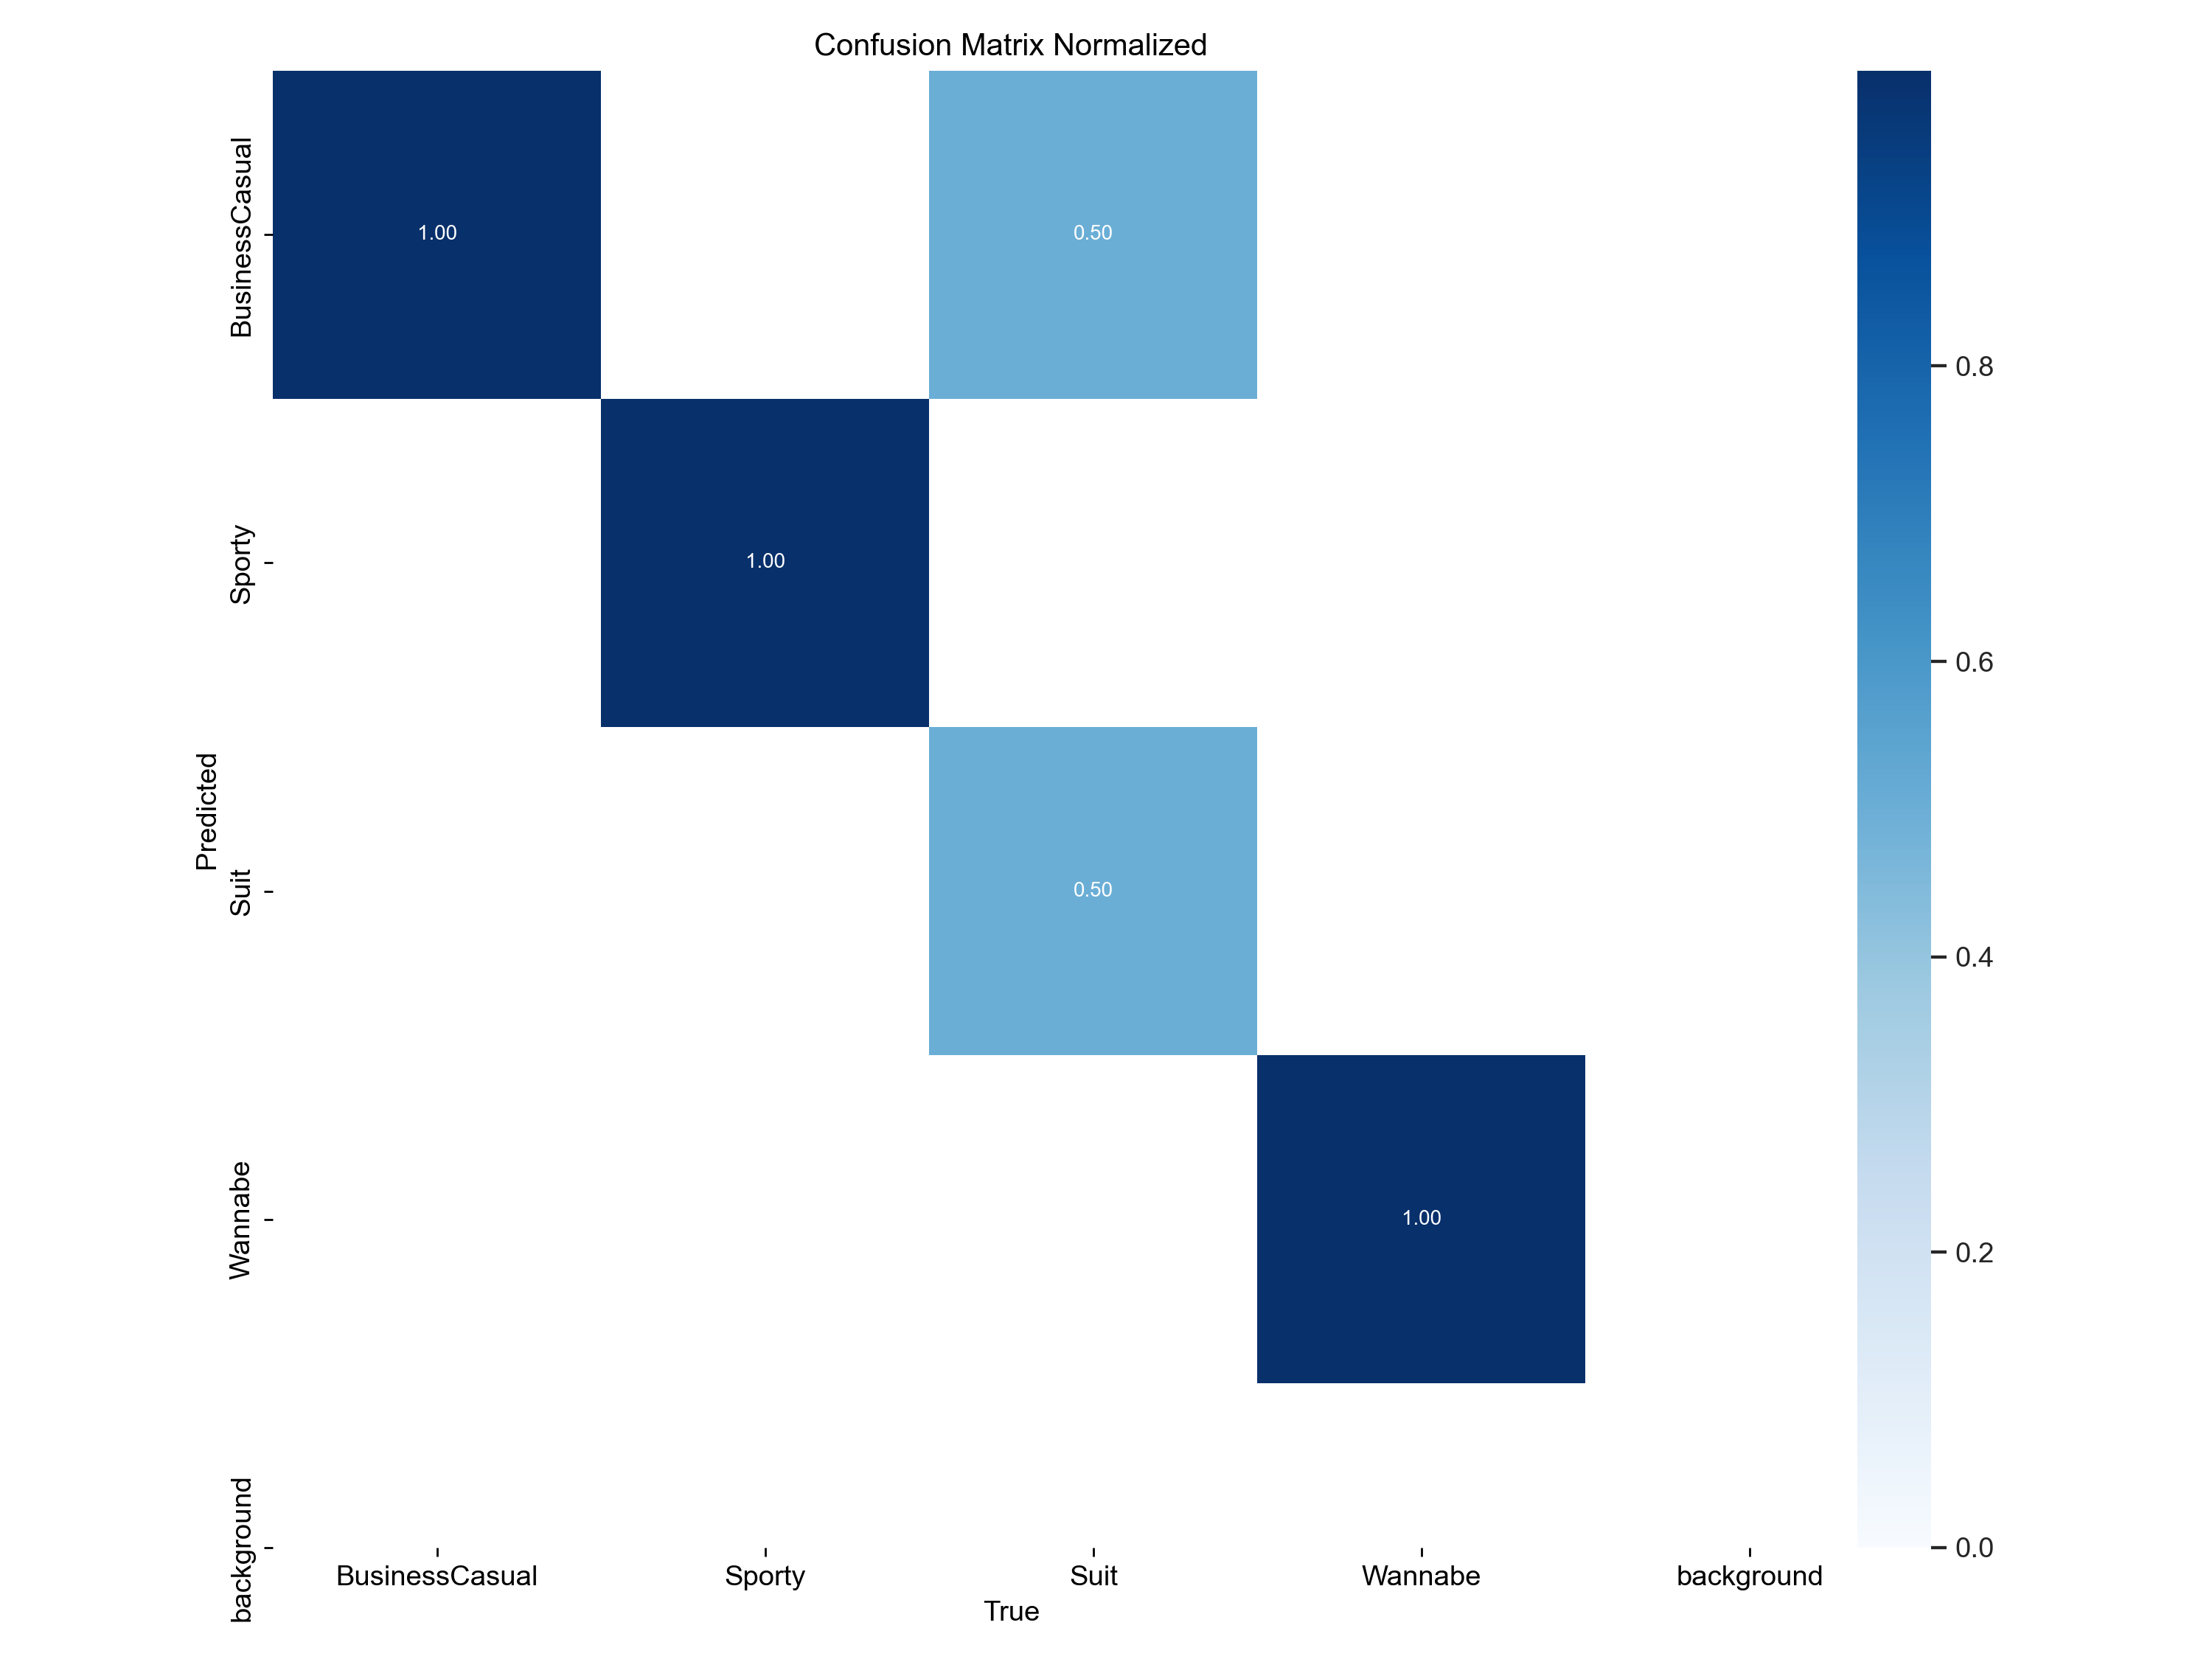 Confusion Matrix Normalized
BusinessCasual
1.00
0.50
0.8
Sporty
1.00
0.6
Predicted
Suit
0.50
0.4
Wannabe
1.00
0.2
background
0.0
BusinessCasual
Sporty
Suit
Wannabe
background
True